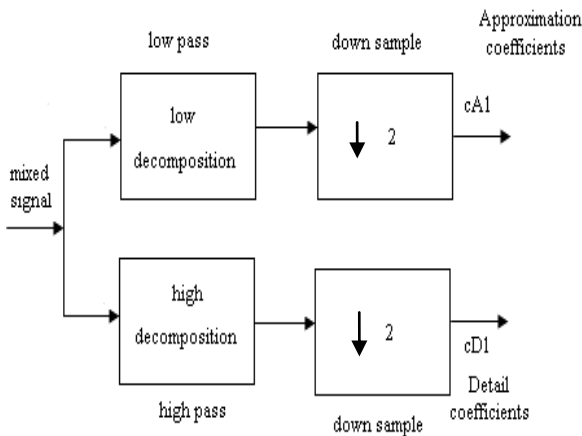 low pass
down sample
Approximation
coefficients
low
decomposition
2
cA1
mixed
signal
high
decomposition
2
cD1
Detail
coefficients
high pass
down sample